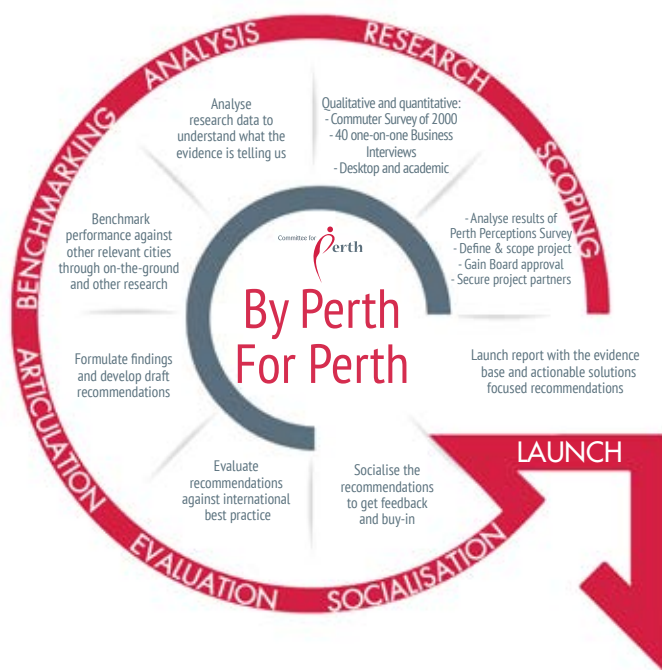 SCOPING
- Analyse results of
Perth Perceptions Survey
- Define & scope project
- Gain Board approval
- Secure project partners
RESEARCH
Qualitative and quantitative:
- Commuter Survey of 2000
- 40 one-on-one Business
Interviews
- Desktop and academic
ANALYSIS
Analyse
research data to
understand what the
evidence is telling us
BENCHMARKING
Benchmark
performance against
other relevant cities
through on-the-ground
and other research
ARTICULATION
Formulate findings
and develop draft
recommendations
EVALUATION
Evaluate
recommendations
against international
best practice
SOCIALISATION
Socialise the
recommendations
to get feedback
and buy-in
LAUNCH
Launch report with the evidence
base and actionable solutions
focused recommendations
Committee for Perth
By Perth
For Perth